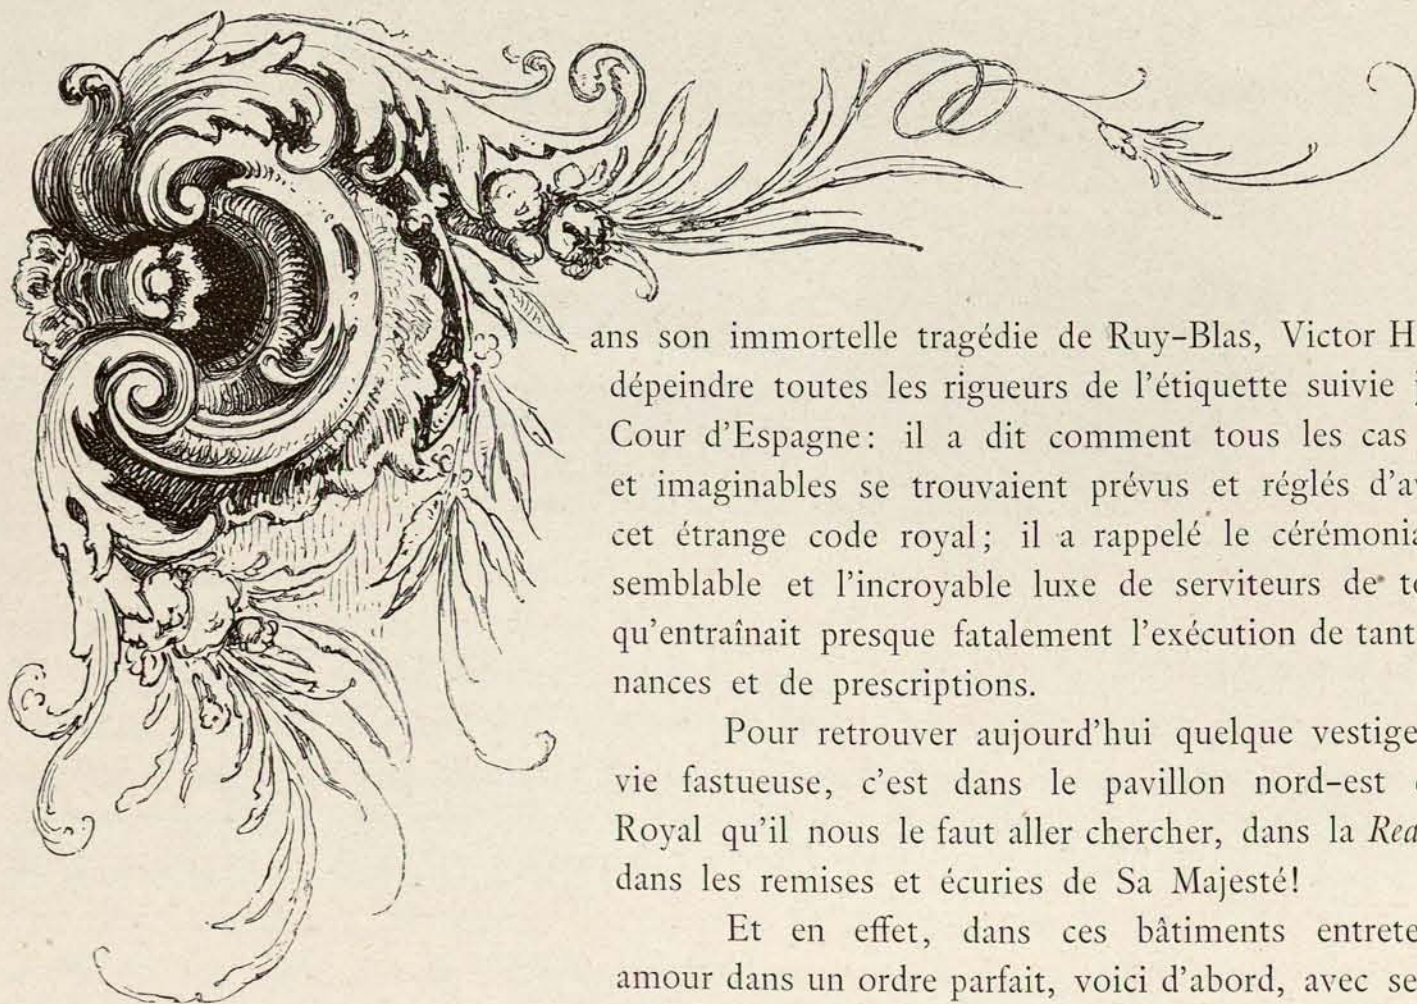 ans son immortelle tragédie de Ruy-Blas, Victor H
dépeindre toutes les rigueurs de l'étiquette suivie
Cour d'Espagne: il a dit comment tous les cas
et imaginables se trouvaient prévus et réglés d'av
cet étrange code royal; il a rappelé le cérémonia
semblable et l'incroyable luxe de serviteurs de to
qu'entraînait presque fatalement l'exécution de tant
nances et de prescriptions.
Pour retrouver aujourd'hui quelque vestige
vie fastueuse, c'est dans le pavillon nord-est
Royal qu'il nous le faut aller chercher, dans la Rea
dans les remises et écuries de Sa Majesté!
Et en effet, dans ces bâtiments entrete
amour dans un ordre parfait, voici d'abord, avec se